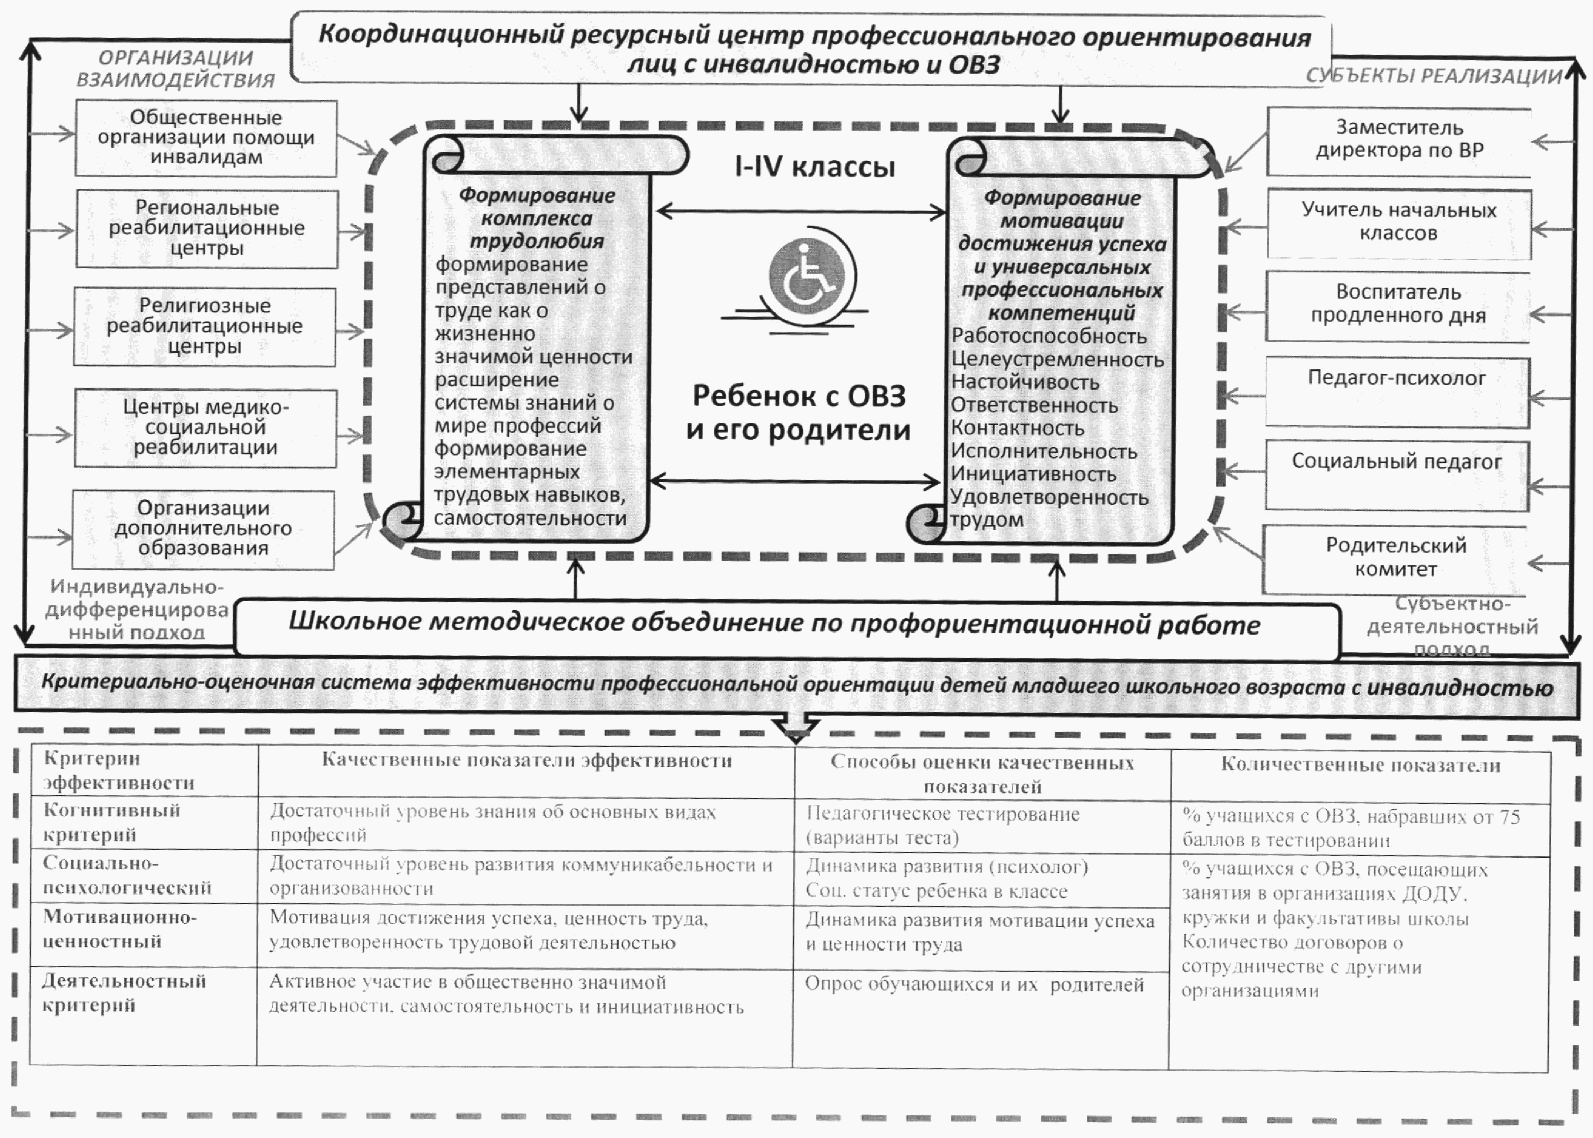 Координационный ресурсный центр профессионального ориентирования
лиц с инвалидностью и ОВЗ
ОРГАНИЗАЦИИ
ВЗАИМОДЕЙСТВИЯ
Общественные
организации помощи
инвалидам
Региональные
реабилитационные
центры
Религиозные
реабилитационные
центры
Центры медико-
социальной
реабилитации
Организации
дополнительного
образования
Индивидуально-
дифференцирова
нный подход
Формирование
комплекса
трудолюбия
формирование
представлений о
труде как о
жизненно
значимой ценности
расширение
системы знаний о
мире профессий
формирование
элементарных
трудовых навыков,
самостоятельности
I-IV классы
Ребенок с ОВЗ
и его родители
Формирование
мотивации
достижения успеха
и универсальных
профессиональных
компетенций
Работоспособность
Целеустремленность
Настойчивость
Ответственность
Контактность
Исполнительность
Инициативность
Удовлетворенность
трудом
СУБЪЕКТЫ РЕАЛИЗАЦИИ
Заместитель
директора по ВР
Учитель начальных
классов
Воспитатель
продленного дня
Педагог-психолог
Социальный педагог
Родительский
комитет
Субъектно-
деятельностный
подход
Школьное методическое объединение по профориентационной работе
Критериально-оценочная система эффективности профессиональной ориентации детей младшего школьного возраста с инвалидностью
Критерии
эффективности
Качественные показатели эффективности
Способы оценки качественных
показателей
Количественные показатели
Когнитивный
критерий
Достаточный уровень знания об основных видах
профессий
Педагогическое тестирование
(варианты теста)
% учащихся с ОВЗ, набравших от 75
баллов в тестировании
Социально-
психологический
Достаточный уровень развития коммуникабельности и
организованности
Динамика развития (психолог)
Соц. статус ребенка в классе
% учащихся с ОВЗ, посещающих
занятия в организациях ДОДУ,
кружки и факультативы школы
Количество договоров о
сотрудничестве с другими
организациями
Мотивационно-
ценностный
Мотивация достижения успеха, ценность труда,
удовлетворенность трудовой деятельностью
Динамика развития мотивации успеха
и ценности труда
Деятельностный
критерий
Активное участие в общественно значимой
деятельности, самостоятельность и инициативность
Опрос обучающихся и их родителей